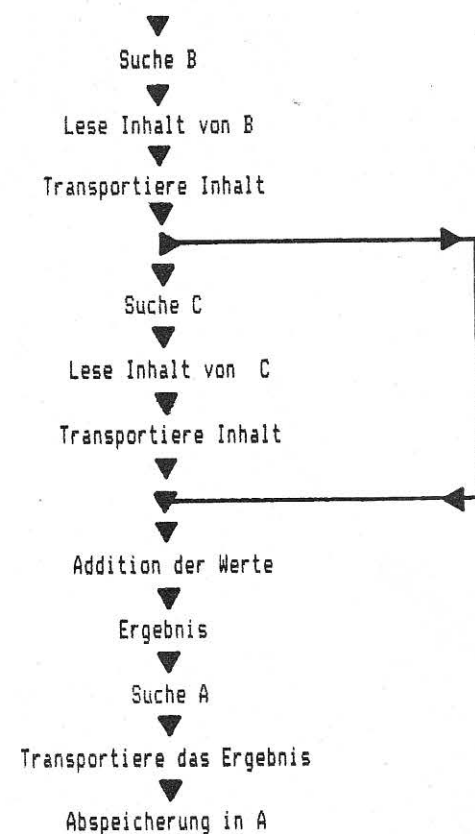 Suche B
Lese Inhalt von B
Transportiere Inhalt
Suche C
Lese Inhalt von  C
Transportiere Inhalt
Addition der Werte
Ergebnis
Suche A
Transportiere das Ergebnis
Abspeicherung in A